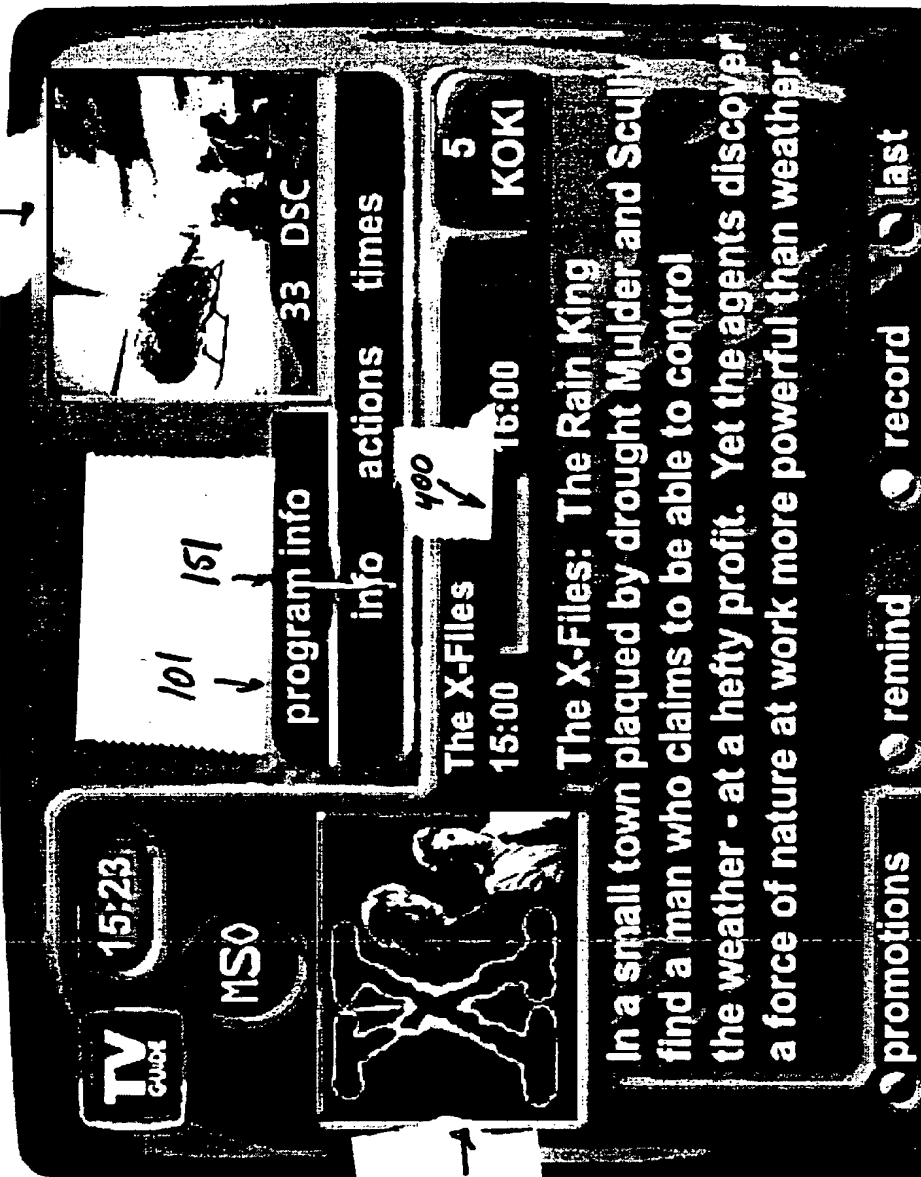 TV
GUIDE
15:23
MSO
101
151
program info
info actions times
33 DSC
400
The X-Files
15:00 16:00
5
KOKI
The X-Files: The Rain King
In a small town plaqued by drought Mulder and Scully
find a man who claims to be able to control
the weather - at a hefty profit. Yet the agents discover
a force of nature at work more powerful than weather.
promotions remind record last